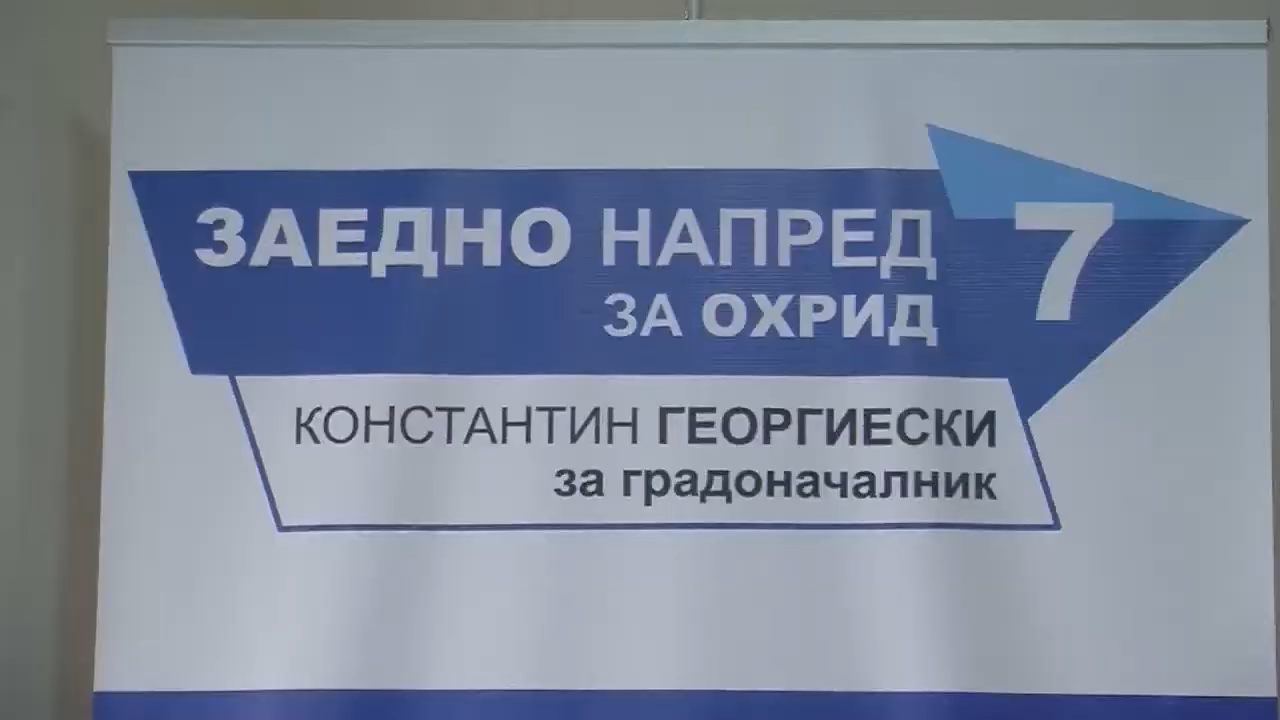 ЗАЕДНО НАПРЕД
ЗА ОХРИД
7
КОНСТАНТИН ГЕОРГИЕСКИ
за градоначалник